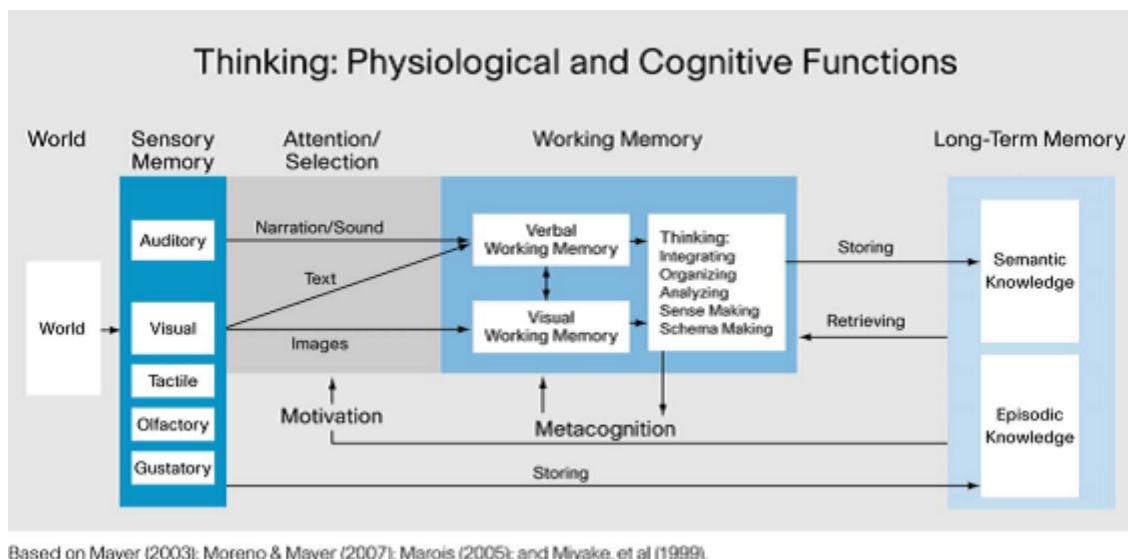 Thinking: Physiological and Cognitive Functions
World
Sensory
Memory
Attention/
Selection
Working Memory
Long-Term Memory
Auditory
Narration/Sound
Verbal
Working Memory
Thinking:
Integrating
Organizing
Analyzing
Sense Making
Schema Making
Storing
Semantic
Knowledge
Text
World
Visual
Images
Visual
Working Memory
Retrieving
Tactile
Motivation
Metacognition
Olfactory
Episodic
Knowledge
Gustatory
Storing
Based on Mayer (2003); Moreno & Mayer (2007); Marois (2005); and Miyake, et al (1999).